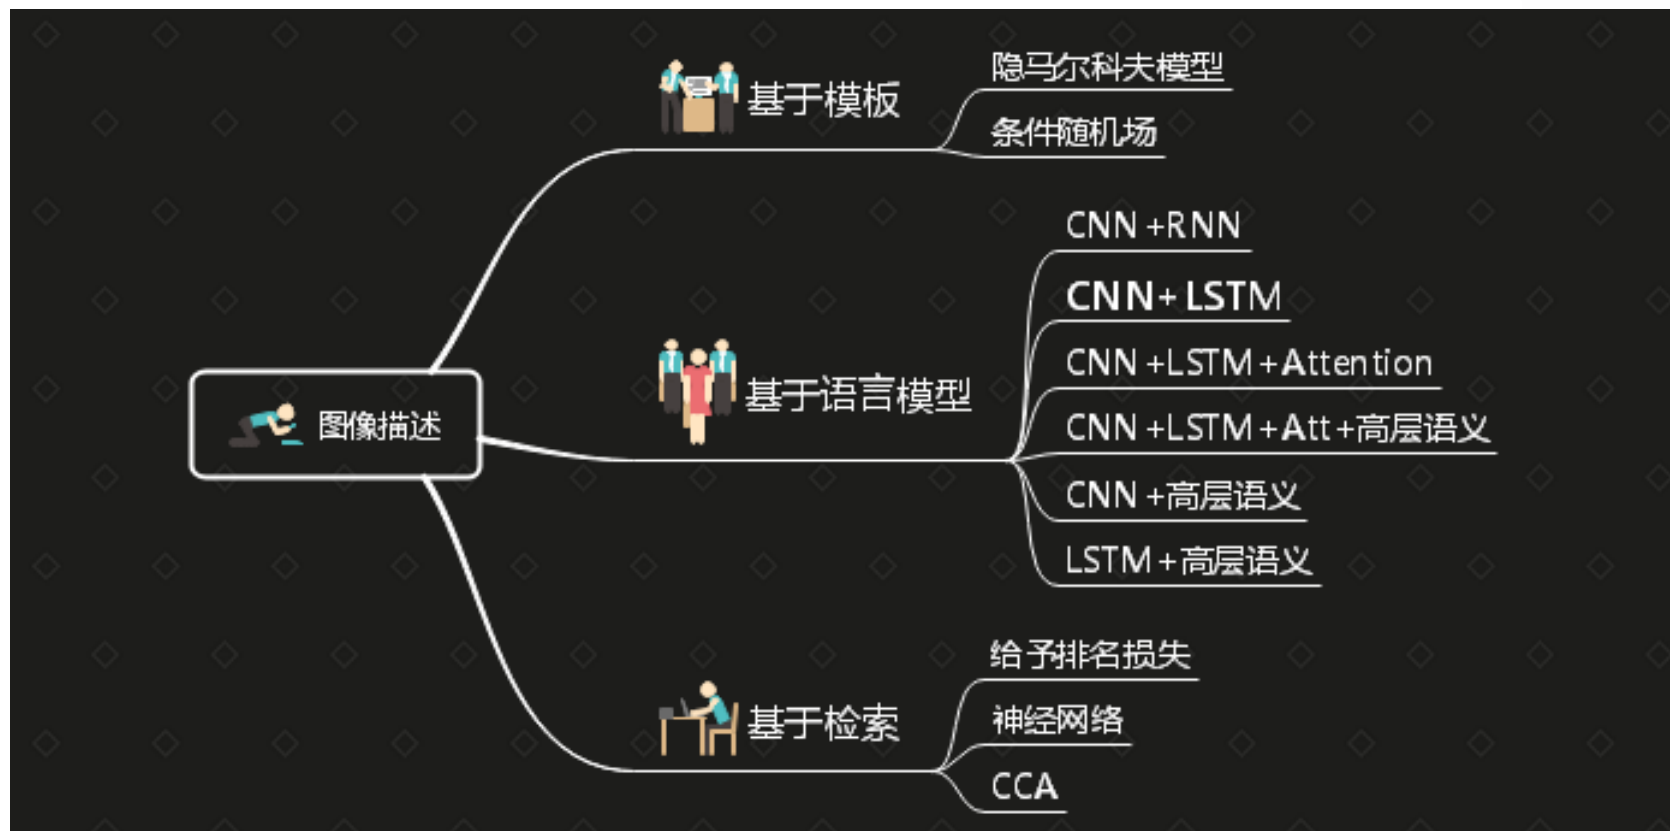 图像描述
基于模板
隐马尔科夫模型
条件随机场
基于语言模型
CNN+RNN
CNN+LSTM
CNN+LSTM+Attention
CNN+LSTM+Att+高层语义
CNN+高层语义
LSTM+高层语义
基于检索
给予排名损失
神经网络
CCA